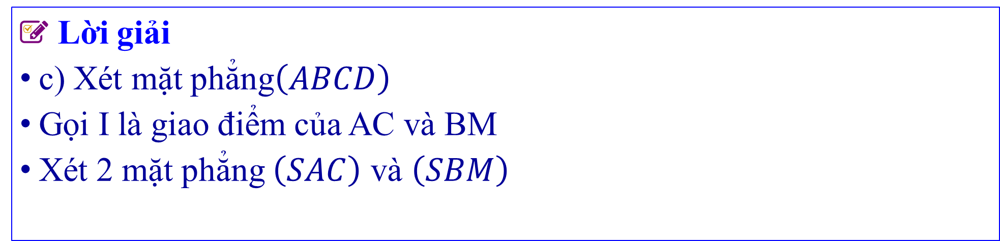 Lời giải
• c) Xét mặt phẳng(ABCD)
• Gọi I là giao điểm của AC và BM
• Xét 2 mặt phẳng (SAC) và (SBM)